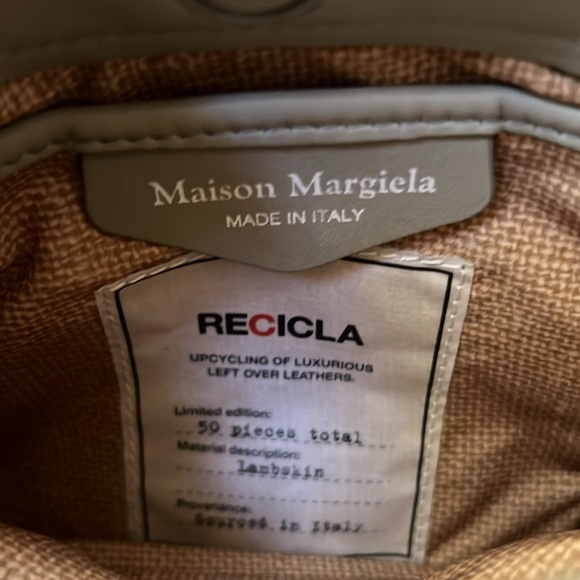 Maison Margiela
MADE IN ITALY
RECICLA
UPCYCLING OF LUXURIOUS
LEFT OVER LEATHERS.
Limited edition:
50 pieces total
Material description:
Lambskin
Provenance:
Sourced in Italy